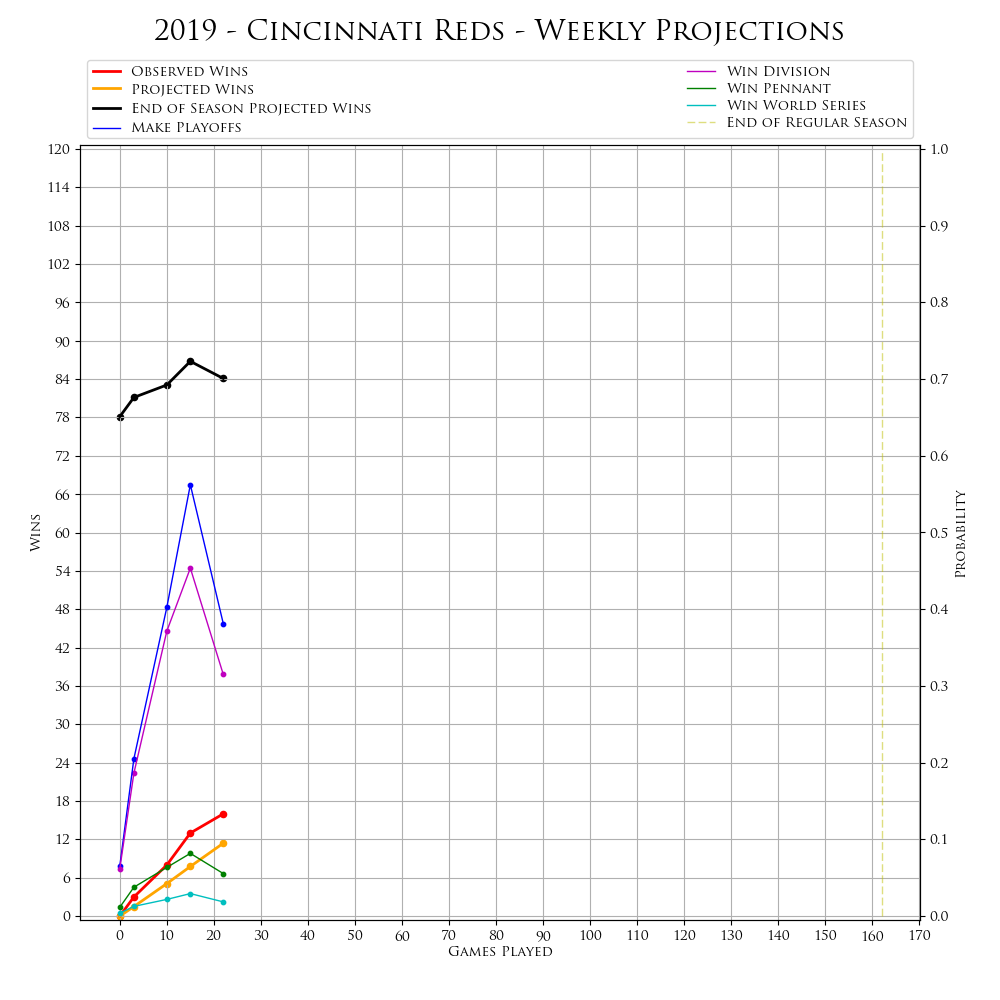 2019 - Cincinnati Reds - Weekly Projections
Observed Wins
Projected Wins
End of Season Projected Wins
Make Playoffs
Win Division
Win Pennant
Win World Series
End of Regular Season
120
114
108
102
96
90
84
78
72
66
60
54
48
42
36
30
24
18
12
6
0
Wins
1.0
0.9
0.8
0.7
0.6
0.5
0.4
0.3
0.2
0.1
0.0
Probability
0 10 20 30 40 50 60 70 80 90 100 110 120 130 140 150 160 170
Games Played